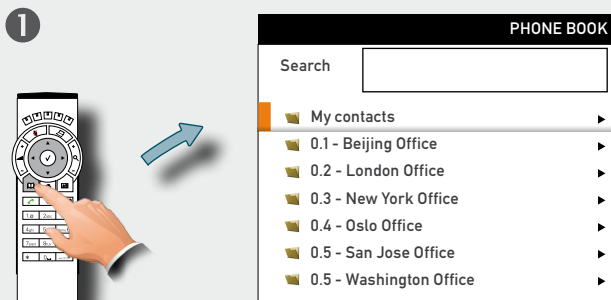 1
PHONE BOOK
Search
My contacts
0.1 - Beijing Office
0.2 - London Office
0.3 - New York Office
0.4 - Oslo Office
0.5 - San Jose Office
0.5 - Washington Office